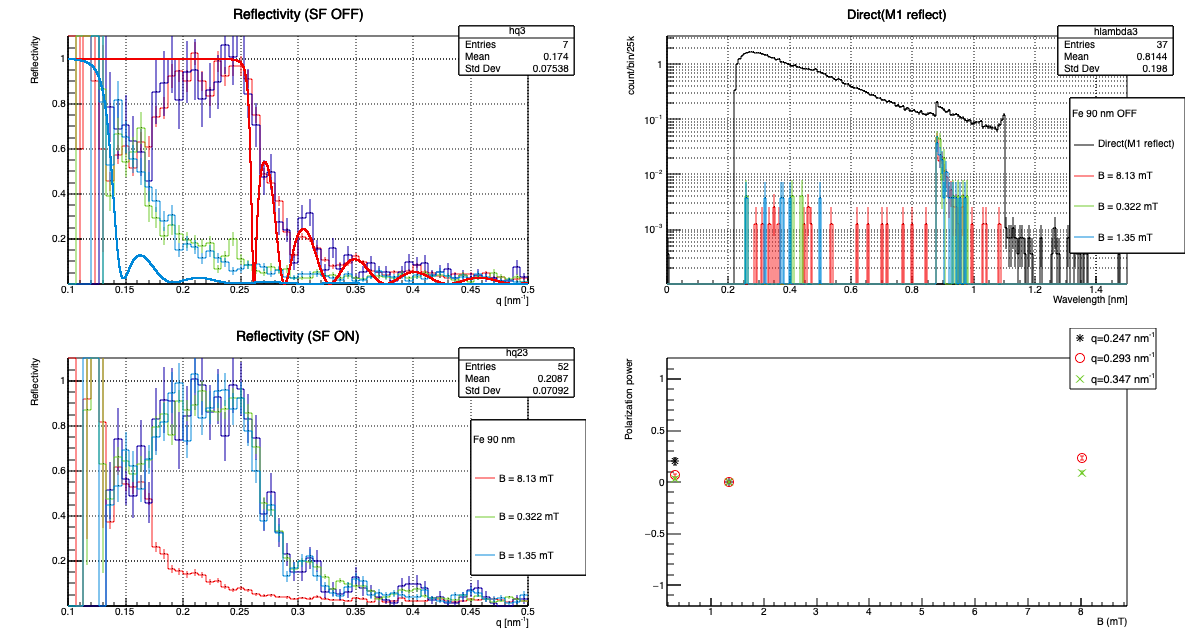 Reflectivity (SF OFF)
hq3
Entries 7
Mean 0.174
Std Dev 0.07538
Reflectivity
1
0.8
0.6
0.4
0.2
0.1 0.15 0.2 0.25 0.3 0.35 0.4 0.45 0.5
q [nm⁻¹]
Direct(M1 reflect)
hlambda3
Entries 37
Mean 0.8144
Std Dev 0.198
count/bin/25k
1
10⁻¹
10⁻²
10⁻³
Fe 90 nm OFF
Direct(M1 reflect)
B = 8.13 mT
B = 0.322 mT
B = 1.35 mT
0 0.2 0.4 0.6 0.8 1 1.2 1.4
Wavelength [nm]
Reflectivity (SF ON)
hq23
Entries 52
Mean 0.2087
Std Dev 0.07092
Reflectivity
1
0.8
0.6
0.4
0.2
Fe 90 nm
B = 8.13 mT
B = 0.322 mT
B = 1.35 mT
0.1 0.15 0.2 0.25 0.3 0.35 0.4 0.45 0.5
q [nm⁻¹]
q=0.247 nm⁻¹
q=0.293 nm⁻¹
q=0.347 nm⁻¹
Polarization power
1
0.5
0
−0.5
−1
1 2 3 4 5 6 7 8
B (mT)